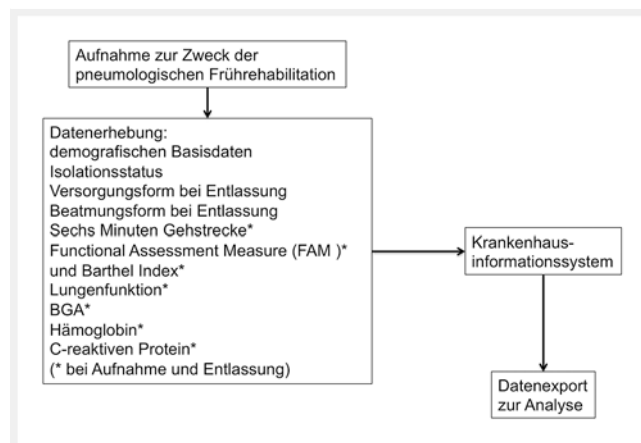 Aufnahme zur Zweck der
pneumologischen Frührehabilitation
Datenerhebung:
demografischen Basisdaten
Isolationsstatus
Versorgungsform bei Entlassung
Beatmungsform bei Entlassung
Sechs Minuten Gehstrecke*
Functional Assessment Measure (FAM )*
und Barthel Index*
Lungenfunktion*
BGA*
Hämoglobin*
C-reaktiven Protein*
(* bei Aufnahme und Entlassung)
Krankenhaus-
informationssystem
Datenexport
zur Analyse